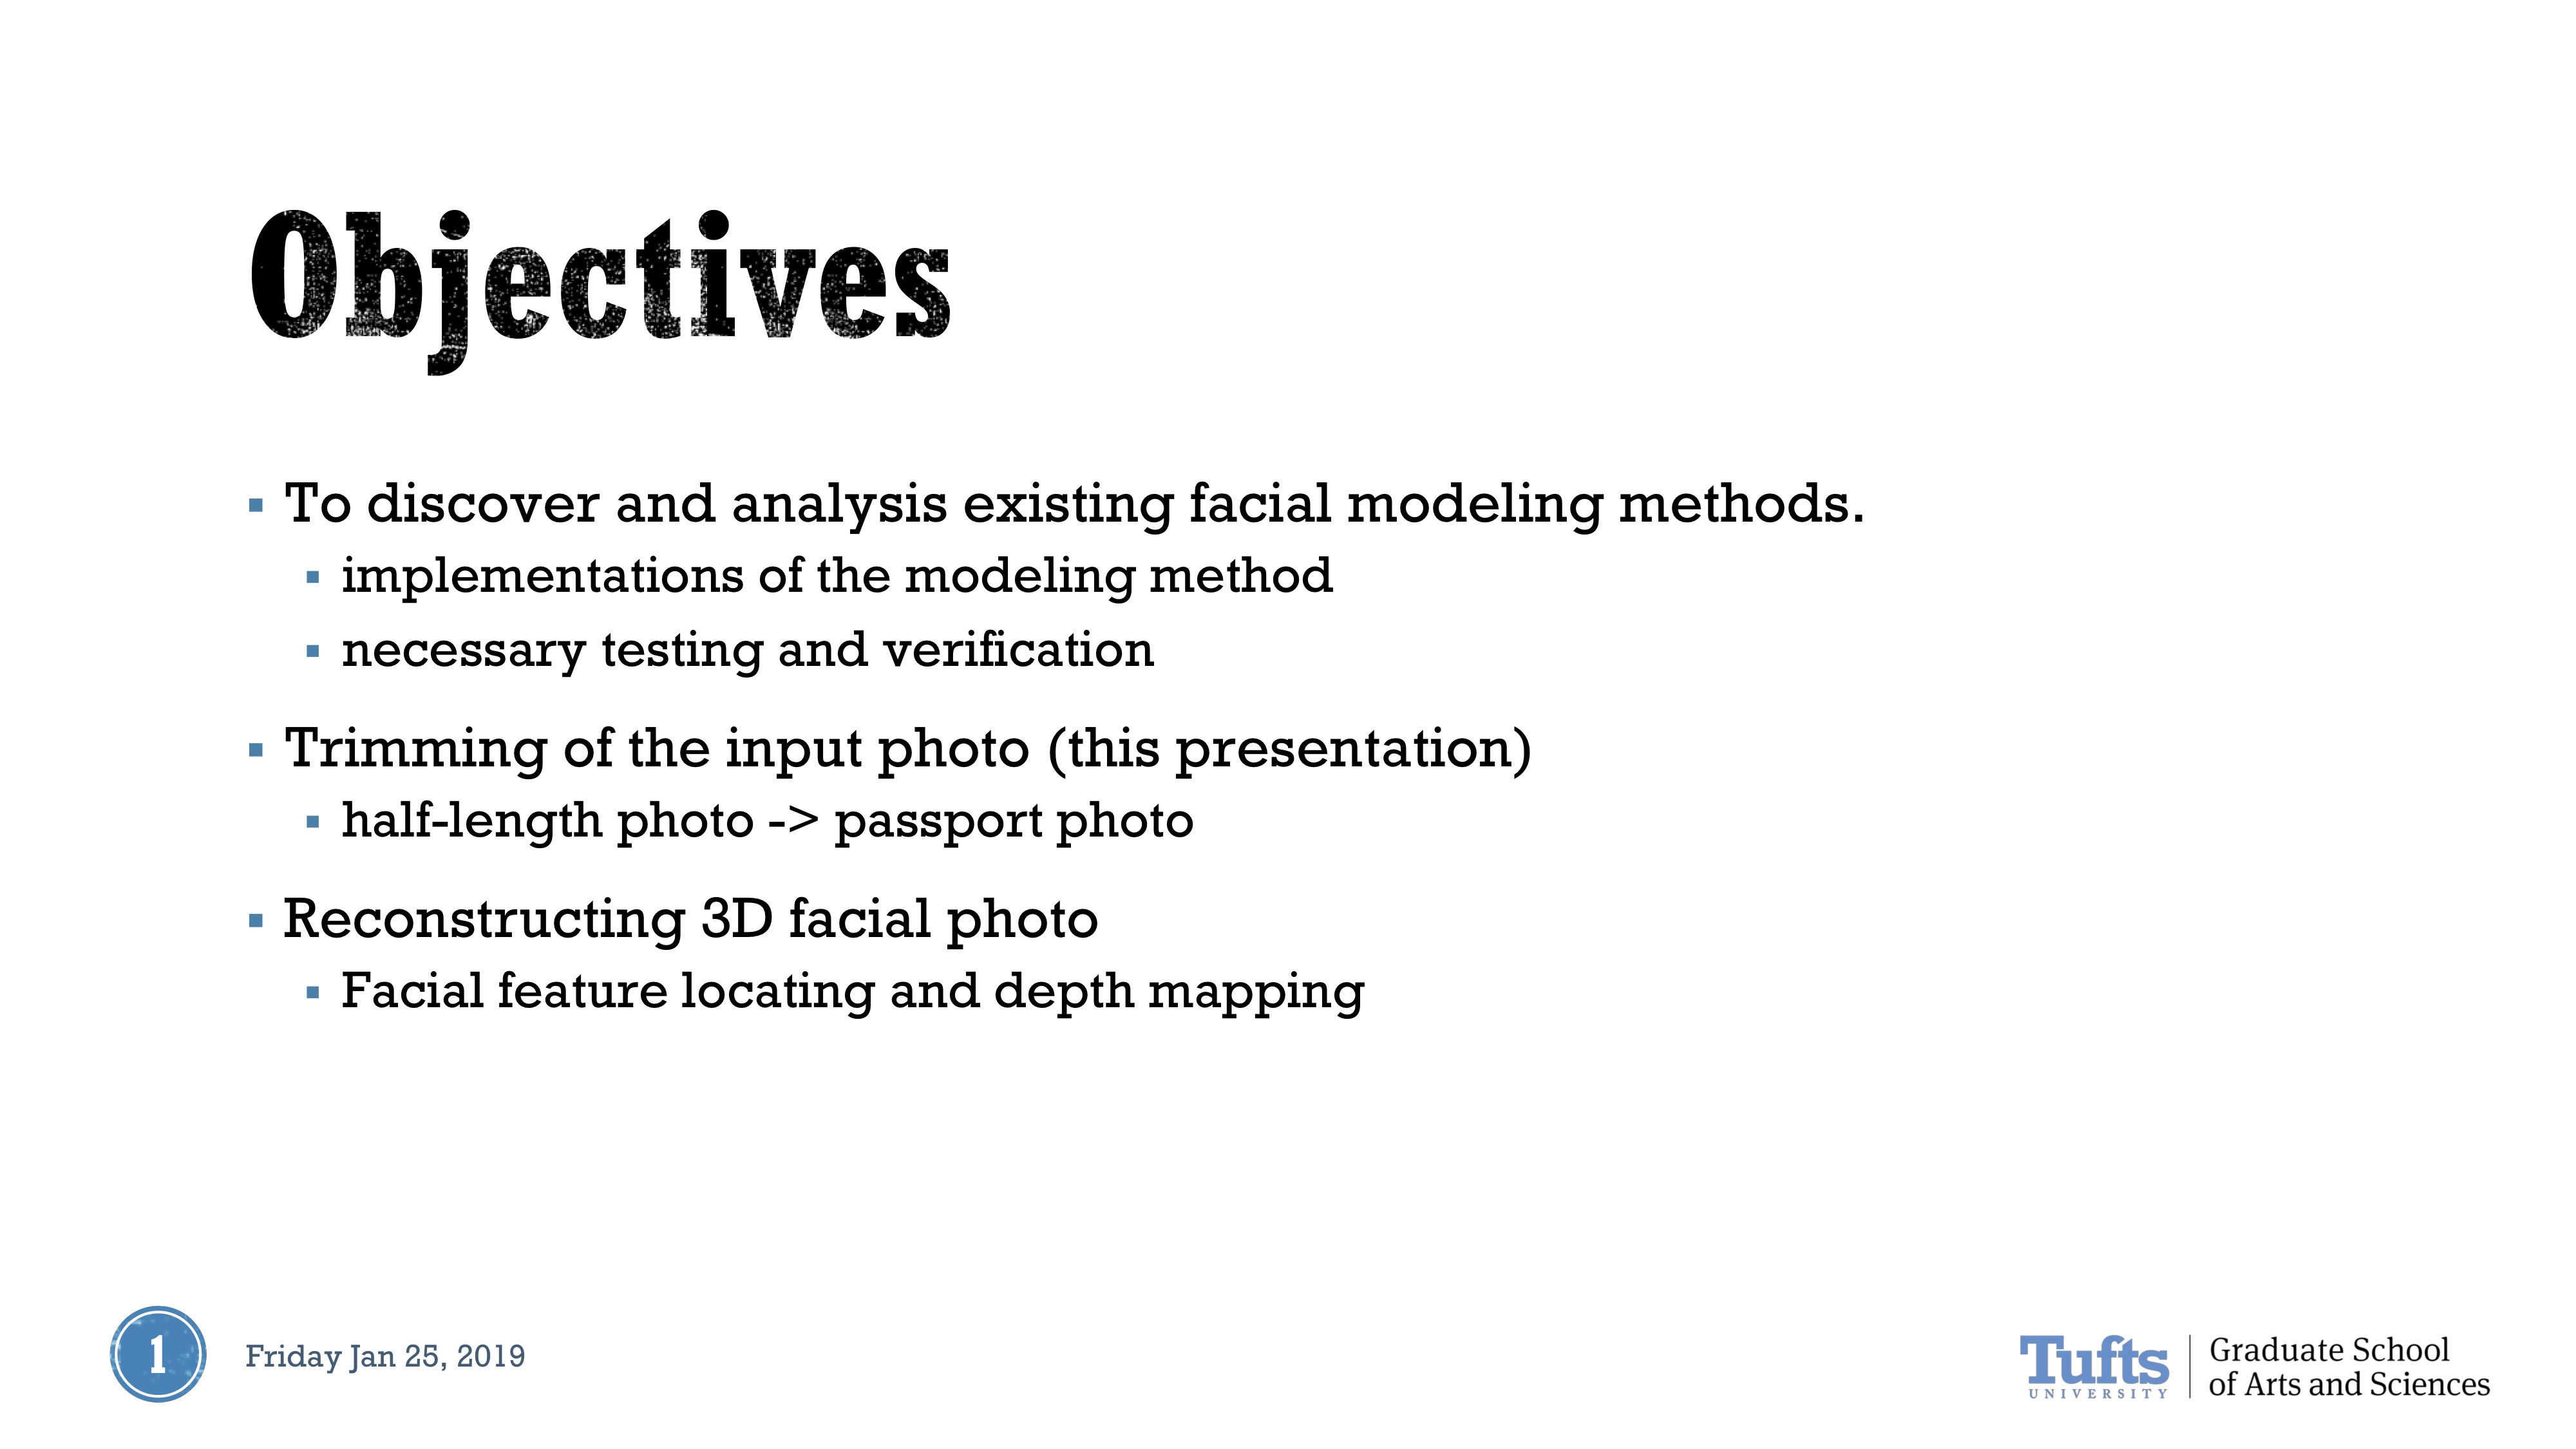 Objectives
▪ To discover and analysis existing facial modeling methods.
▪ implementations of the modeling method
▪ necessary testing and verification
▪ Trimming of the input photo (this presentation)
▪ half-length photo -> passport photo
▪ Reconstructing 3D facial photo
▪ Facial feature locating and depth mapping
1
Friday Jan 25, 2019
Tufts
UNIVERSITY
Graduate School
of Arts and Sciences